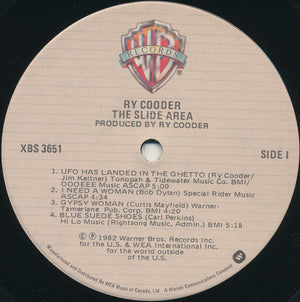 WB
RECORDS
RY COODER
THE SLIDE AREA
PRODUCED BY RY COODER
XBS 3651
SIDE 1
1. UFO HAS LANDED IN THE GHETTO (Ry Cooder/
Jim Keltner) Tonopah & Tidewater Music Co. BMI/
OOOEEE Music ASCAP 5:00
2. I NEED A WOMAN (Bob Dylan) Special Rider Music
ASCAP 4:34
3. GYPSY WOMAN (Curtis Mayfield) Warner-
Tamerlane Pub. Corp. BMI 4:20
4. BLUE SUEDE SHOES (Carl Perkins)
Hi Lo Music (Rightsong Music, Admin.) BMI 5:18
© ℗ 1982 Warner Bros. Records Inc.
for the U.S. & WEA International Inc.
for the world outside
of the U.S.
Manufactured and Distributed by WEA Music of Canada, Ltd. A Warner Communications Company